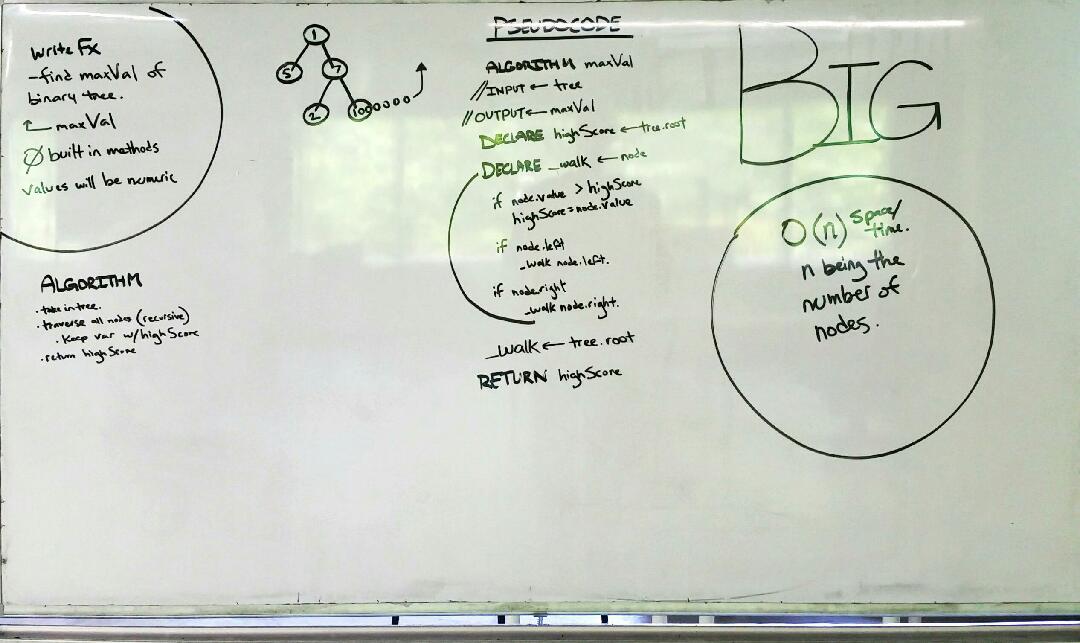 write Fx
-find maxVal of
binary tree.
maxVal
∅ built in methods
values will be numeric
ALGORITHM
· take in tree.
· traverse all nodes (recursive)
· Keep var w/highScore
· return highScore
1
5
7
2
100
PSEUDOCODE
ALGORITHM maxVal
//INPUT ← tree
//OUTPUT ← maxVal
DECLARE highScore ← tree.root
DECLARE _walk ← node
if node.value > highScore
highScore = node.value
if node.left
_walk node.left.
if node.right
_walk node.right.
_walk ← tree.root
RETURN highScore
BIG
O(n) space/
time.
n being the
number of
nodes.